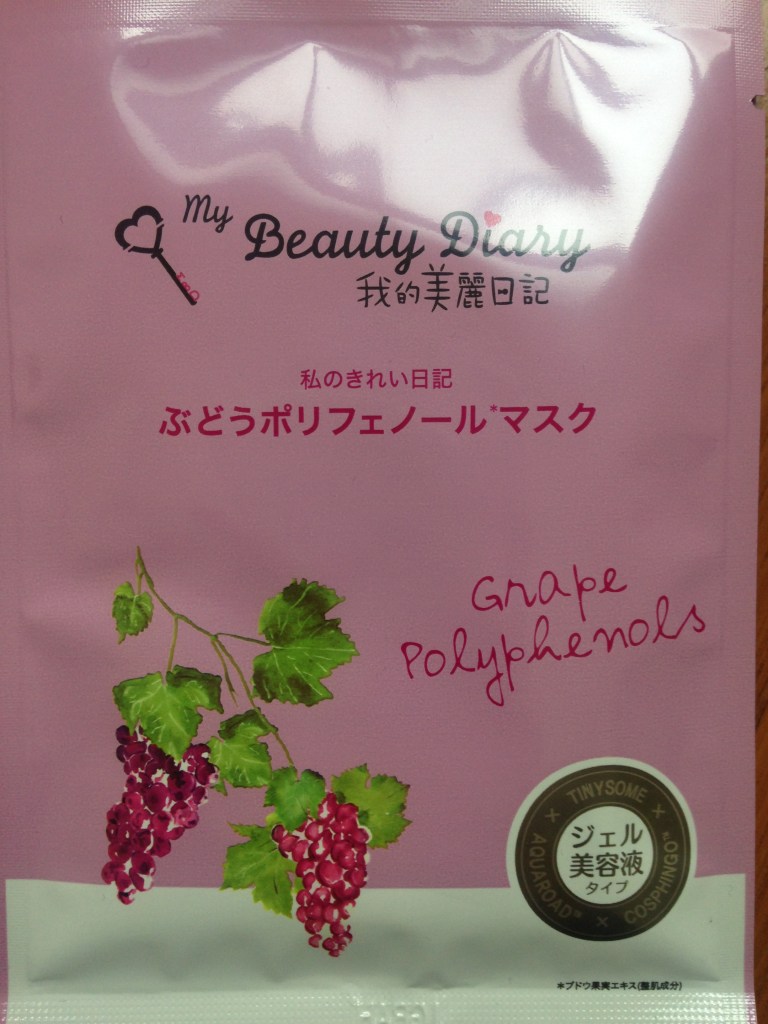 My
Beauty Diary
我的美麗日記
私のきれい日記
ぶどうポリフェノール*マスク
Grape
Polyphenols
TINYSOME
ジェル
美容液
タイプ
AQUAROAD™ × COSPHINGO™
*ブドウ果実エキス(整肌成分)